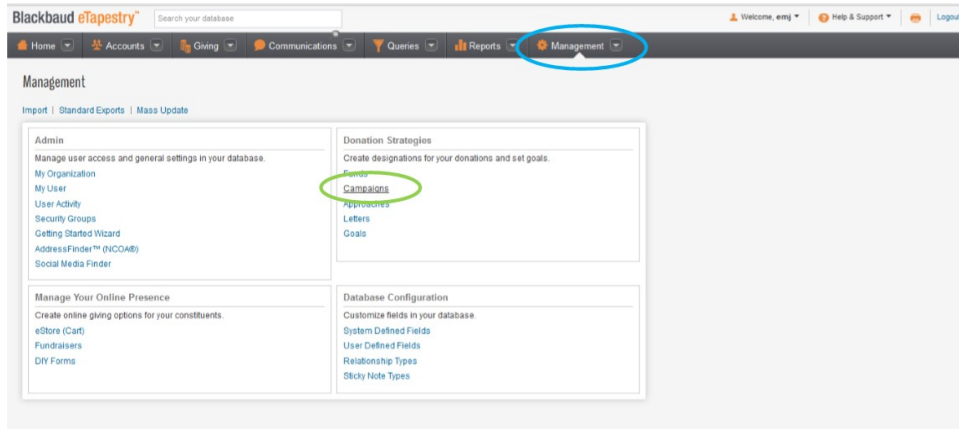 Blackbaud eTapestry™ Search your database Welcome, emj Help & Support Logout
Home Accounts Giving Communications Queries Reports Management
Management
Import | Standard Exports | Mass Update
Admin
Manage user access and general settings in your database.
My Organization
My User
User Activity
Security Groups
Getting Started Wizard
AddressFinder™ (NCOA®)
Social Media Finder
Donation Strategies
Create designations for your donations and set goals.
Funds
Campaigns
Approaches
Letters
Goals
Manage Your Online Presence
Create online giving options for your constituents.
eStore (Cart)
Fundraisers
DIY Forms
Database Configuration
Customize fields in your database.
System Defined Fields
User Defined Fields
Relationship Types
Sticky Note Types